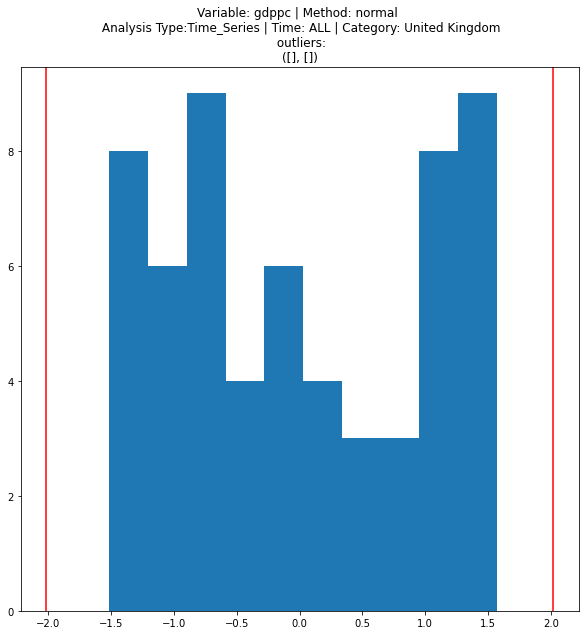 Variable: gdppc | Method: normal
Analysis Type:Time_Series | Time: ALL | Category: United Kingdom
outliers:
([], [])
8
6
4
2
0
−2.0 −1.5 −1.0 −0.5 0.0 0.5 1.0 1.5 2.0